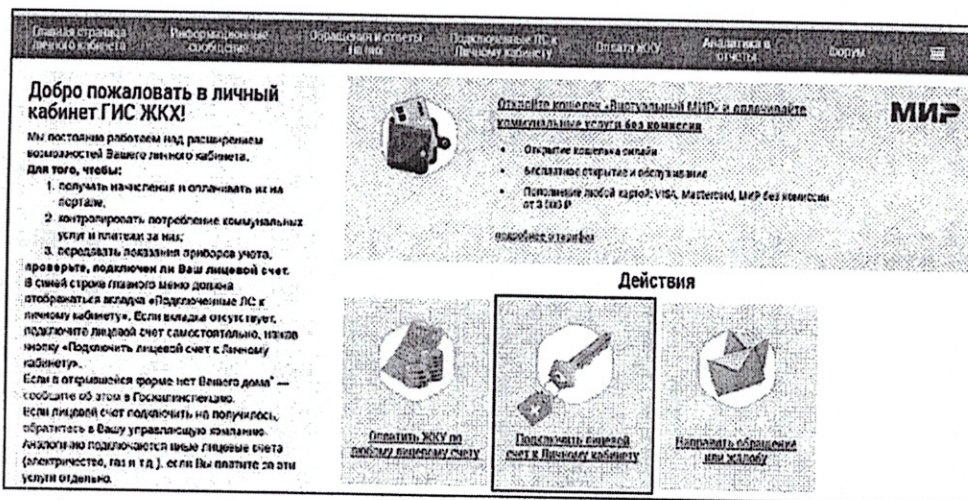 Главная страница личного кабинета
Информационные сообщения
Обращения и ответы на них
Подключенные ЛС к Личному кабинету
Оплата ЖКУ
Аналитика и отчеты
Форум
Добро пожаловать в личный
кабинет ГИС ЖКХ!
Мы постоянно работаем над расширением
возможностей Вашего личного кабинета.
Для того, чтобы:
1. получать начисления и оплачивать их на
портале,
2. контролировать потребление коммунальных
услуг и платежи за них;
3. передавать показания приборов учета,
проверьте, подключен ли Ваш лицевой счет.
В синей строке главного меню должна
отображаться вкладка «Подключенные ЛС к
личному кабинету». Если вкладка отсутствует,
подключите лицевой счет самостоятельно, нажав
кнопку «Подключить лицевой счет к Личному
кабинету».
Если в открывшейся форме нет Вашего дома* —
сообщите об этом в Госжилинспекцию.
Если лицевой счет подключить не получилось,
обратитесь в Вашу управляющую компанию.
Аналогично подключаются иные лицевые счета
(электричество, газ и т.д.), если Вы платите за эти
услуги отдельно.
Откройте кошелек «Виртуальный МИР» и оплачивайте
коммунальные услуги без комиссии
МИР
• Открытие кошелька онлайн
• Бесплатное открытие и обслуживание
• Пополнение любой картой: VISA, Mastercard, МИР без комиссии
от 3 000 ₽
подробнее о тарифах
Действия
Оплатить ЖКУ по
любому лицевому счету
Подключить лицевой
счет к Личному кабинету
Направить обращение
или жалобу